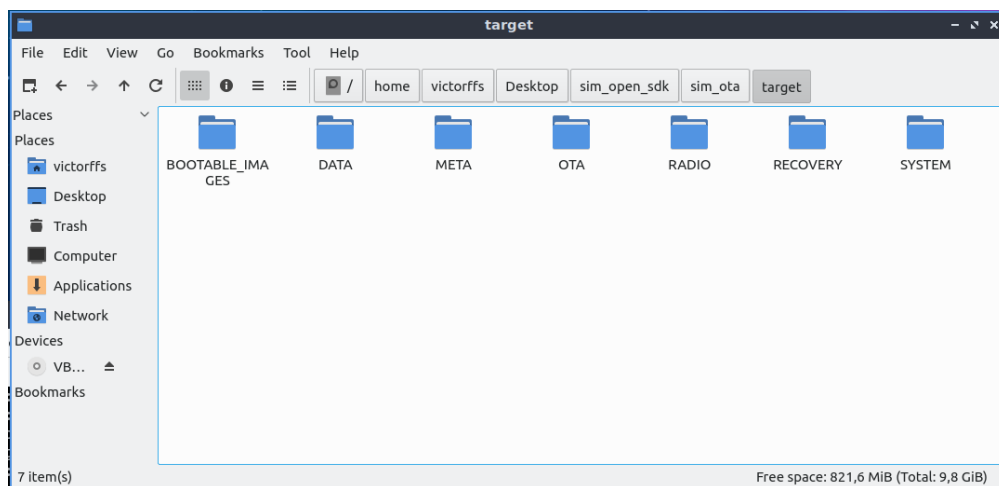 target
File Edit View Go Bookmarks Tool Help
/ home victorffs Desktop sim_open_sdk sim_ota target
Places
Places
victorffs
Desktop
Trash
Computer
Applications
Network
Devices
VB...
Bookmarks
BOOTABLE_IMA
GES
DATA
META
OTA
RADIO
RECOVERY
SYSTEM
7 item(s)
Free space: 821,6 MiB (Total: 9,8 GiB)